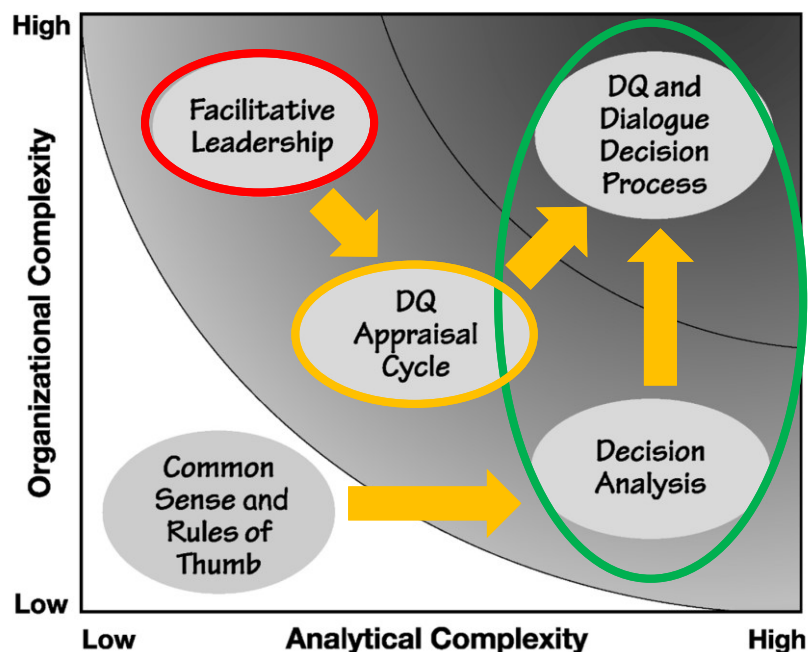 High
Organizational Complexity
Facilitative
Leadership
DQ and
Dialogue
Decision
Process
DQ
Appraisal
Cycle
Common
Sense and
Rules of
Thumb
Decision
Analysis
Low
Low
Analytical Complexity
High